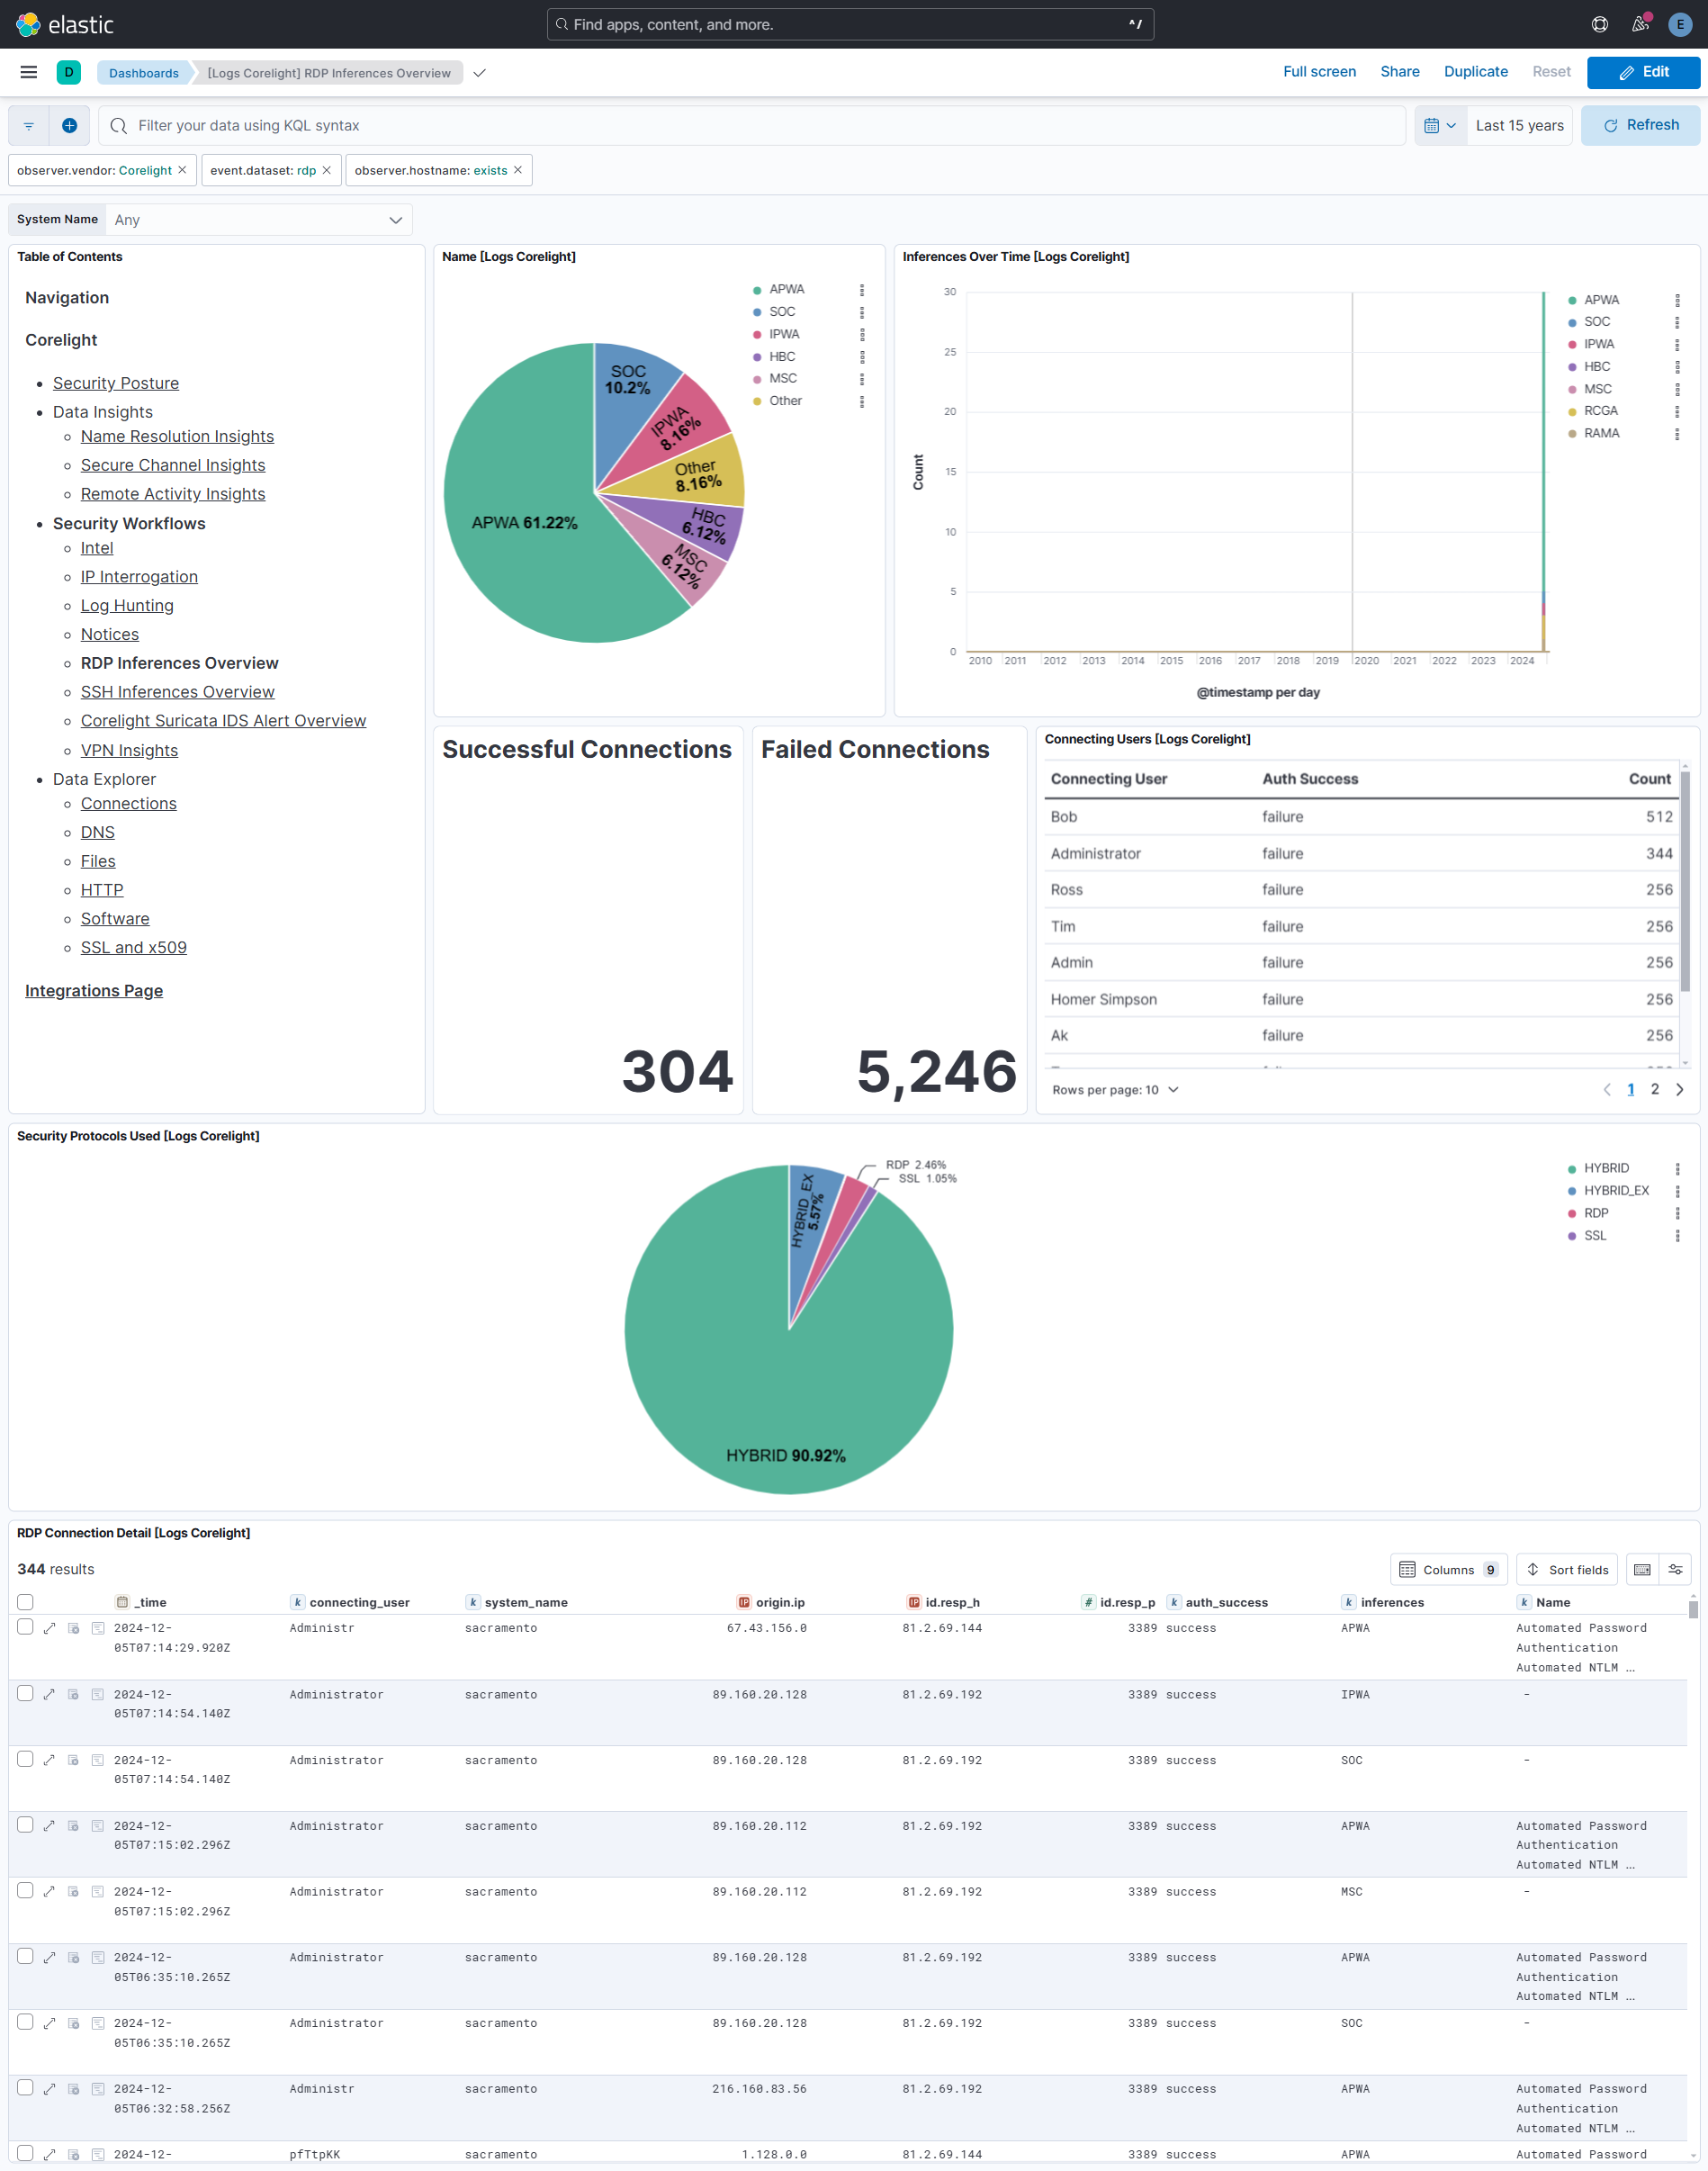 elastic
Find apps, content, and more.
^/
E
D
Dashboards
[Logs Corelight] RDP Inferences Overview
Full screen
Share
Duplicate
Reset
Edit
Filter your data using KQL syntax
Last 15 years
Refresh
observer.vendor: Corelight ×
event.dataset: rdp ×
observer.hostname: exists ×
System Name
Any
Table of Contents
Navigation
Corelight
Security Posture
Data Insights
Name Resolution Insights
Secure Channel Insights
Remote Activity Insights
Security Workflows
Intel
IP Interrogation
Log Hunting
Notices
RDP Inferences Overview
SSH Inferences Overview
Corelight Suricata IDS Alert Overview
VPN Insights
Data Explorer
Connections
DNS
Files
HTTP
Software
SSL and x509
Integrations Page
Name [Logs Corelight]
APWA
SOC
IPWA
HBC
MSC
Other
SOC
10.2%
IPWA
8.16%
Other
8.16%
HBC
6.12%
MSC
6.12%
APWA 61.22%
Inferences Over Time [Logs Corelight]
30
25
20
15
10
5
0
Count
2010 2011 2012 2013 2014 2015 2016 2017 2018 2019 2020 2021 2022 2023 2024
@timestamp per day
APWA
SOC
IPWA
HBC
MSC
RCGA
RAMA
Successful Connections
304
Failed Connections
5,246
Connecting Users [Logs Corelight]
Connecting User Auth Success Count
Bob failure 512
Administrator failure 344
Ross failure 256
Tim failure 256
Admin failure 256
Homer Simpson failure 256
Ak failure 256
Rows per page: 10
1 2
Security Protocols Used [Logs Corelight]
RDP 2.46%
SSL 1.05%
HYBRID_EX
5.57%
HYBRID 90.92%
HYBRID
HYBRID_EX
RDP
SSL
RDP Connection Detail [Logs Corelight]
344 results
Columns 9
Sort fields
_time k connecting_user k system_name IP origin.ip IP id.resp_h # id.resp_p k auth_success k inferences k Name
2024-12- Administr sacramento 67.43.156.0 81.2.69.144 3389 success APWA Automated Password
05T07:14:29.920Z Authentication
Automated NTLM …
2024-12- Administrator sacramento 89.160.20.128 81.2.69.192 3389 success IPWA -
05T07:14:54.140Z
2024-12- Administrator sacramento 89.160.20.128 81.2.69.192 3389 success SOC -
05T07:14:54.140Z
2024-12- Administrator sacramento 89.160.20.112 81.2.69.192 3389 success APWA Automated Password
05T07:15:02.296Z Authentication
Automated NTLM …
2024-12- Administrator sacramento 89.160.20.112 81.2.69.192 3389 success MSC -
05T07:15:02.296Z
2024-12- Administrator sacramento 89.160.20.128 81.2.69.192 3389 success APWA Automated Password
05T06:35:10.265Z Authentication
Automated NTLM …
2024-12- Administrator sacramento 89.160.20.128 81.2.69.192 3389 success SOC -
05T06:35:10.265Z
2024-12- Administr sacramento 216.160.83.56 81.2.69.192 3389 success APWA Automated Password
05T06:32:58.256Z Authentication
Automated NTLM …
2024-12- pfTtpKK sacramento 1.128.0.0 81.2.69.144 3389 success APWA Automated Password